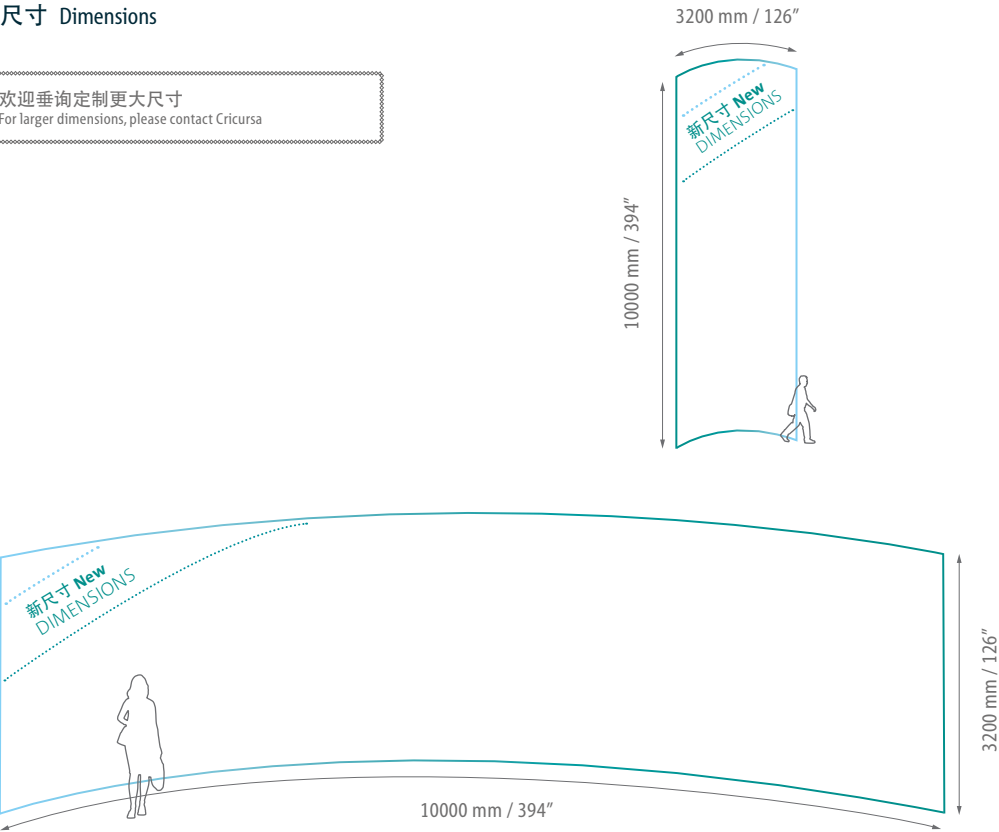 尺寸 Dimensions
欢迎垂询定制更大尺寸
For larger dimensions, please contact Cricursa
3200 mm / 126″
新尺寸 New
DIMENSIONS
10000 mm / 394″
新尺寸 New
DIMENSIONS
3200 mm / 126″
10000 mm / 394″